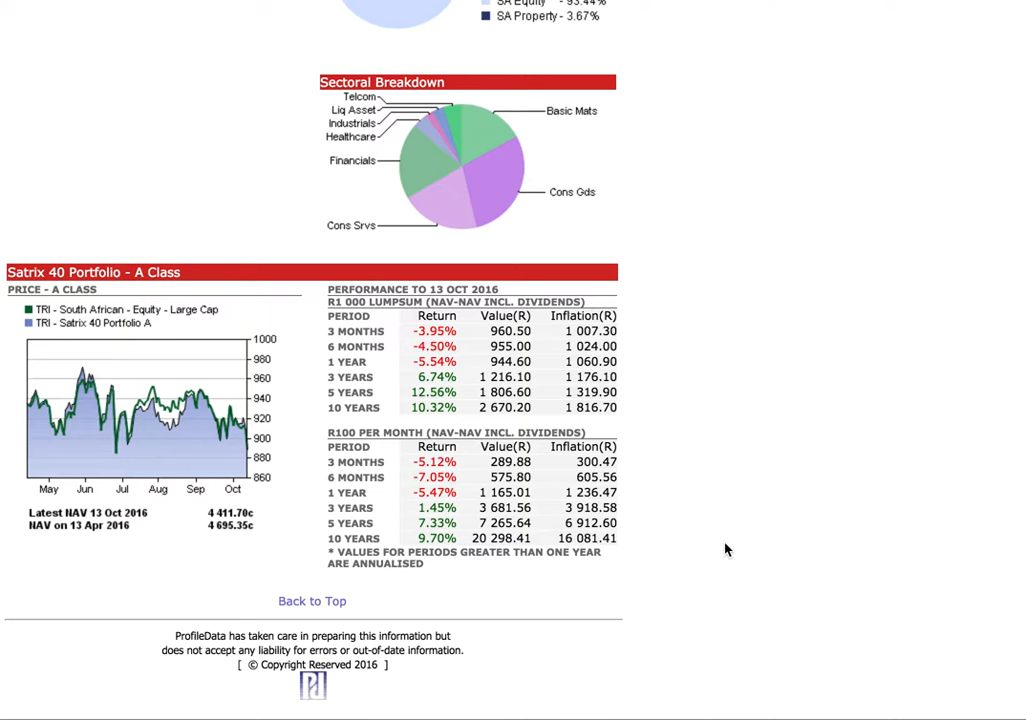 SA Equity - 93.44%
SA Property - 3.67%
Sectoral Breakdown
Telcom
Liq Asset
Industrials
Healthcare
Financials
Cons Srvs
Basic Mats
Cons Gds
Satrix 40 Portfolio - A Class
PRICE - A CLASS
TRI - South African - Equity - Large Cap
TRI - Satrix 40 Portfolio A
1000
980
960
940
920
900
880
860
May Jun Jul Aug Sep Oct
Latest NAV 13 Oct 2016 4 411.70c
NAV on 13 Apr 2016 4 695.35c
PERFORMANCE TO 13 OCT 2016
R1 000 LUMPSUM (NAV-NAV INCL. DIVIDENDS)
PERIOD Return Value(R) Inflation(R)
3 MONTHS -3.95% 960.50 1 007.30
6 MONTHS -4.50% 955.00 1 024.00
1 YEAR -5.54% 944.60 1 060.90
3 YEARS 6.74% 1 216.10 1 176.10
5 YEARS 12.56% 1 806.60 1 319.90
10 YEARS 10.32% 2 670.20 1 816.70
R100 PER MONTH (NAV-NAV INCL. DIVIDENDS)
PERIOD Return Value(R) Inflation(R)
3 MONTHS -5.12% 289.88 300.47
6 MONTHS -7.05% 575.80 605.56
1 YEAR -5.47% 1 165.01 1 236.47
3 YEARS 1.45% 3 681.56 3 918.58
5 YEARS 7.33% 7 265.64 6 912.60
10 YEARS 9.70% 20 298.41 16 081.41
* VALUES FOR PERIODS GREATER THAN ONE YEAR
ARE ANNUALISED
Back to Top
ProfileData has taken care in preparing this information but
does not accept any liability for errors or out-of-date information.
[ © Copyright Reserved 2016 ]